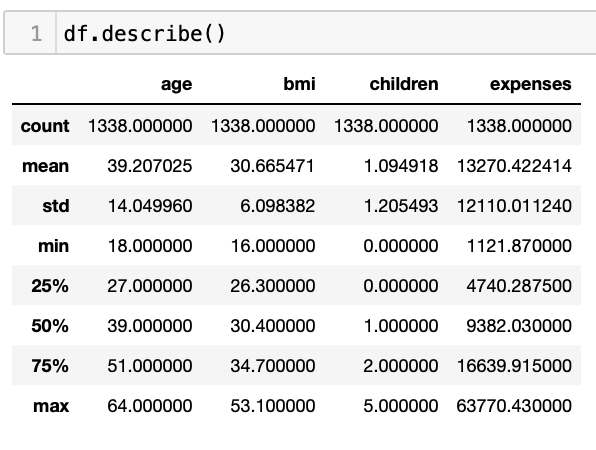 1 df.describe()
age bmi children expenses
count 1338.000000 1338.000000 1338.000000 1338.000000
mean 39.207025 30.665471 1.094918 13270.422414
std 14.049960 6.098382 1.205493 12110.011240
min 18.000000 16.000000 0.000000 1121.870000
25% 27.000000 26.300000 0.000000 4740.287500
50% 39.000000 30.400000 1.000000 9382.030000
75% 51.000000 34.700000 2.000000 16639.915000
max 64.000000 53.100000 5.000000 63770.430000